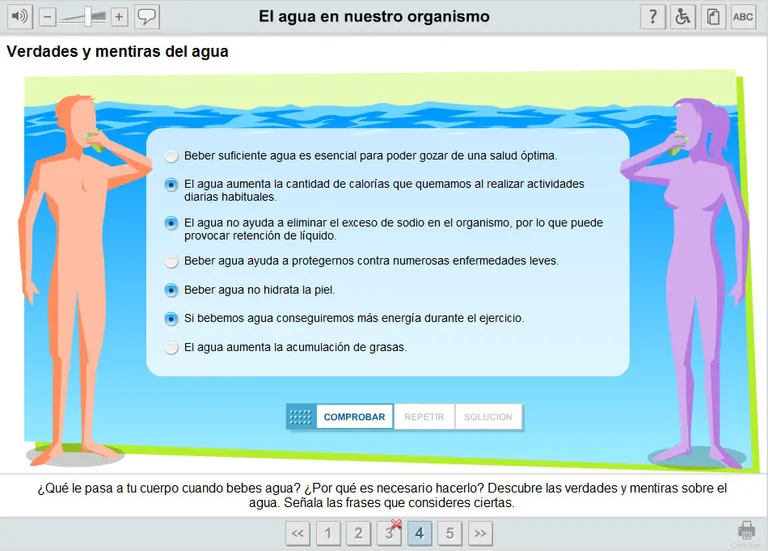 El agua en nuestro organismo
?
ABC
Verdades y mentiras del agua
Beber suficiente agua es esencial para poder gozar de una salud óptima.
El agua aumenta la cantidad de calorías que quemamos al realizar actividades
diarias habituales.
El agua no ayuda a eliminar el exceso de sodio en el organismo, por lo que puede
provocar retención de líquido.
Beber agua ayuda a protegernos contra numerosas enfermedades leves.
Beber agua no hidrata la piel.
Si bebemos agua conseguiremos más energía durante el ejercicio.
El agua aumenta la acumulación de grasas.
COMPROBAR REPETIR SOLUCIÓN
¿Qué le pasa a tu cuerpo cuando bebes agua? ¿Por qué es necesario hacerlo? Descubre las verdades y mentiras sobre el
agua. Señala las frases que consideres ciertas.
<< 1 2 3 4 5 >>